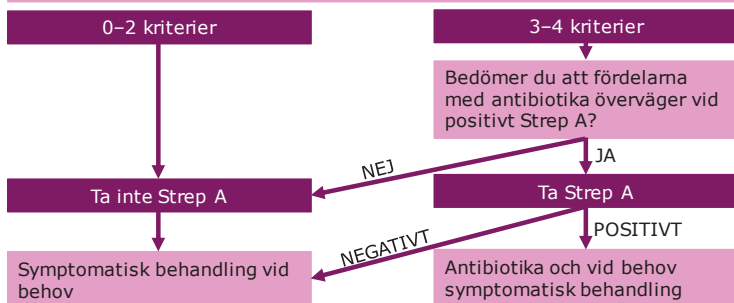 0–2 kriterier
3–4 kriterier
Bedömer du att fördelarna
med antibiotika överväger vid
positivt Strep A?
NEJ
JA
Ta inte Strep A
Ta Strep A
NEGATIVT
POSITIVT
Symptomatisk behandling vid
behov
Antibiotika och vid behov
symptomatisk behandling